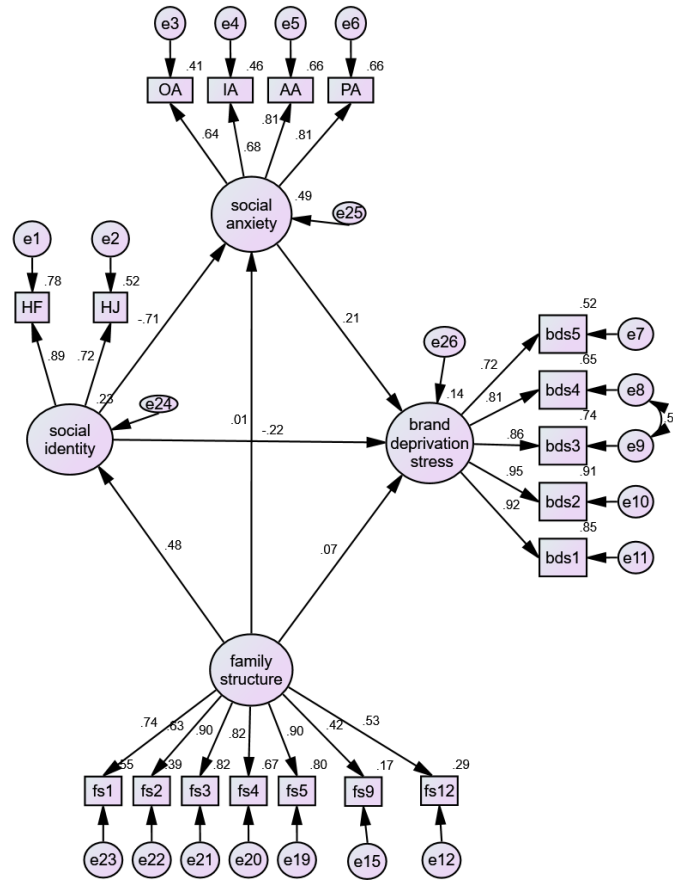 e3 e4 e5 e6
.41 .46 .66 .66
OA IA AA PA
.64 .68 .81 .81
social
anxiety
.49
e25
e1 e2
.78 .52
HF HJ
.89 .72
-.71
.21
.23
e24
social
identity
.01
-.22
e26
.14
brand
deprivation
stress
.52
bds5 e7
.72
.65
bds4 e8
.81
.74
.5
bds3 e9
.86
.91
bds2 e10
.95
.85
bds1 e11
.92
.48
.07
family
structure
.74 .63 .90 .82 .90 .42 .53
.55 .39 .82 .67 .80 .17 .29
fs1 fs2 fs3 fs4 fs5 fs9 fs12
e23 e22 e21 e20 e19 e15 e12